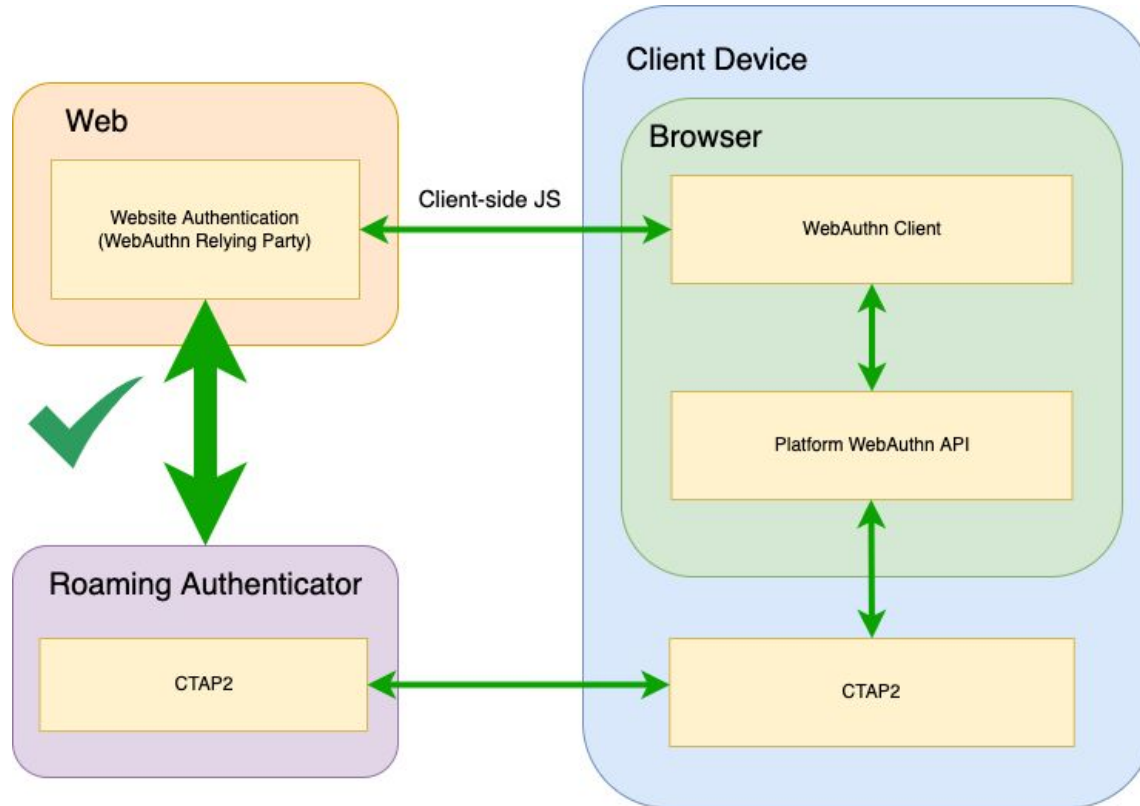 Client Device
Web
Browser
Client-side JS
Website Authentication
(WebAuthn Relying Party)
WebAuthn Client
Platform WebAuthn API
Roaming Authenticator
CTAP2
CTAP2